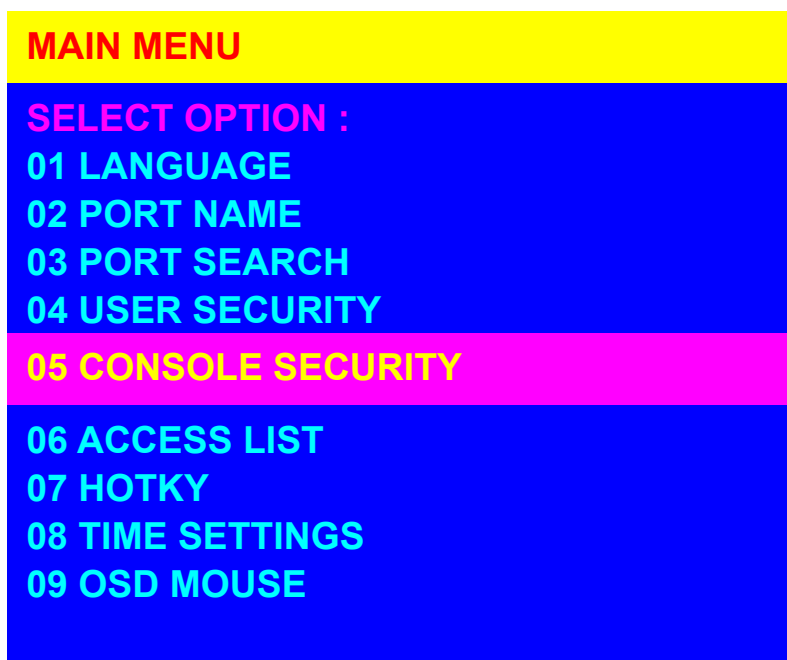 MAIN MENU
SELECT OPTION :
01 LANGUAGE
02 PORT NAME
03 PORT SEARCH
04 USER SECURITY
05 CONSOLE SECURITY
06 ACCESS LIST
07 HOTKY
08 TIME SETTINGS
09 OSD MOUSE